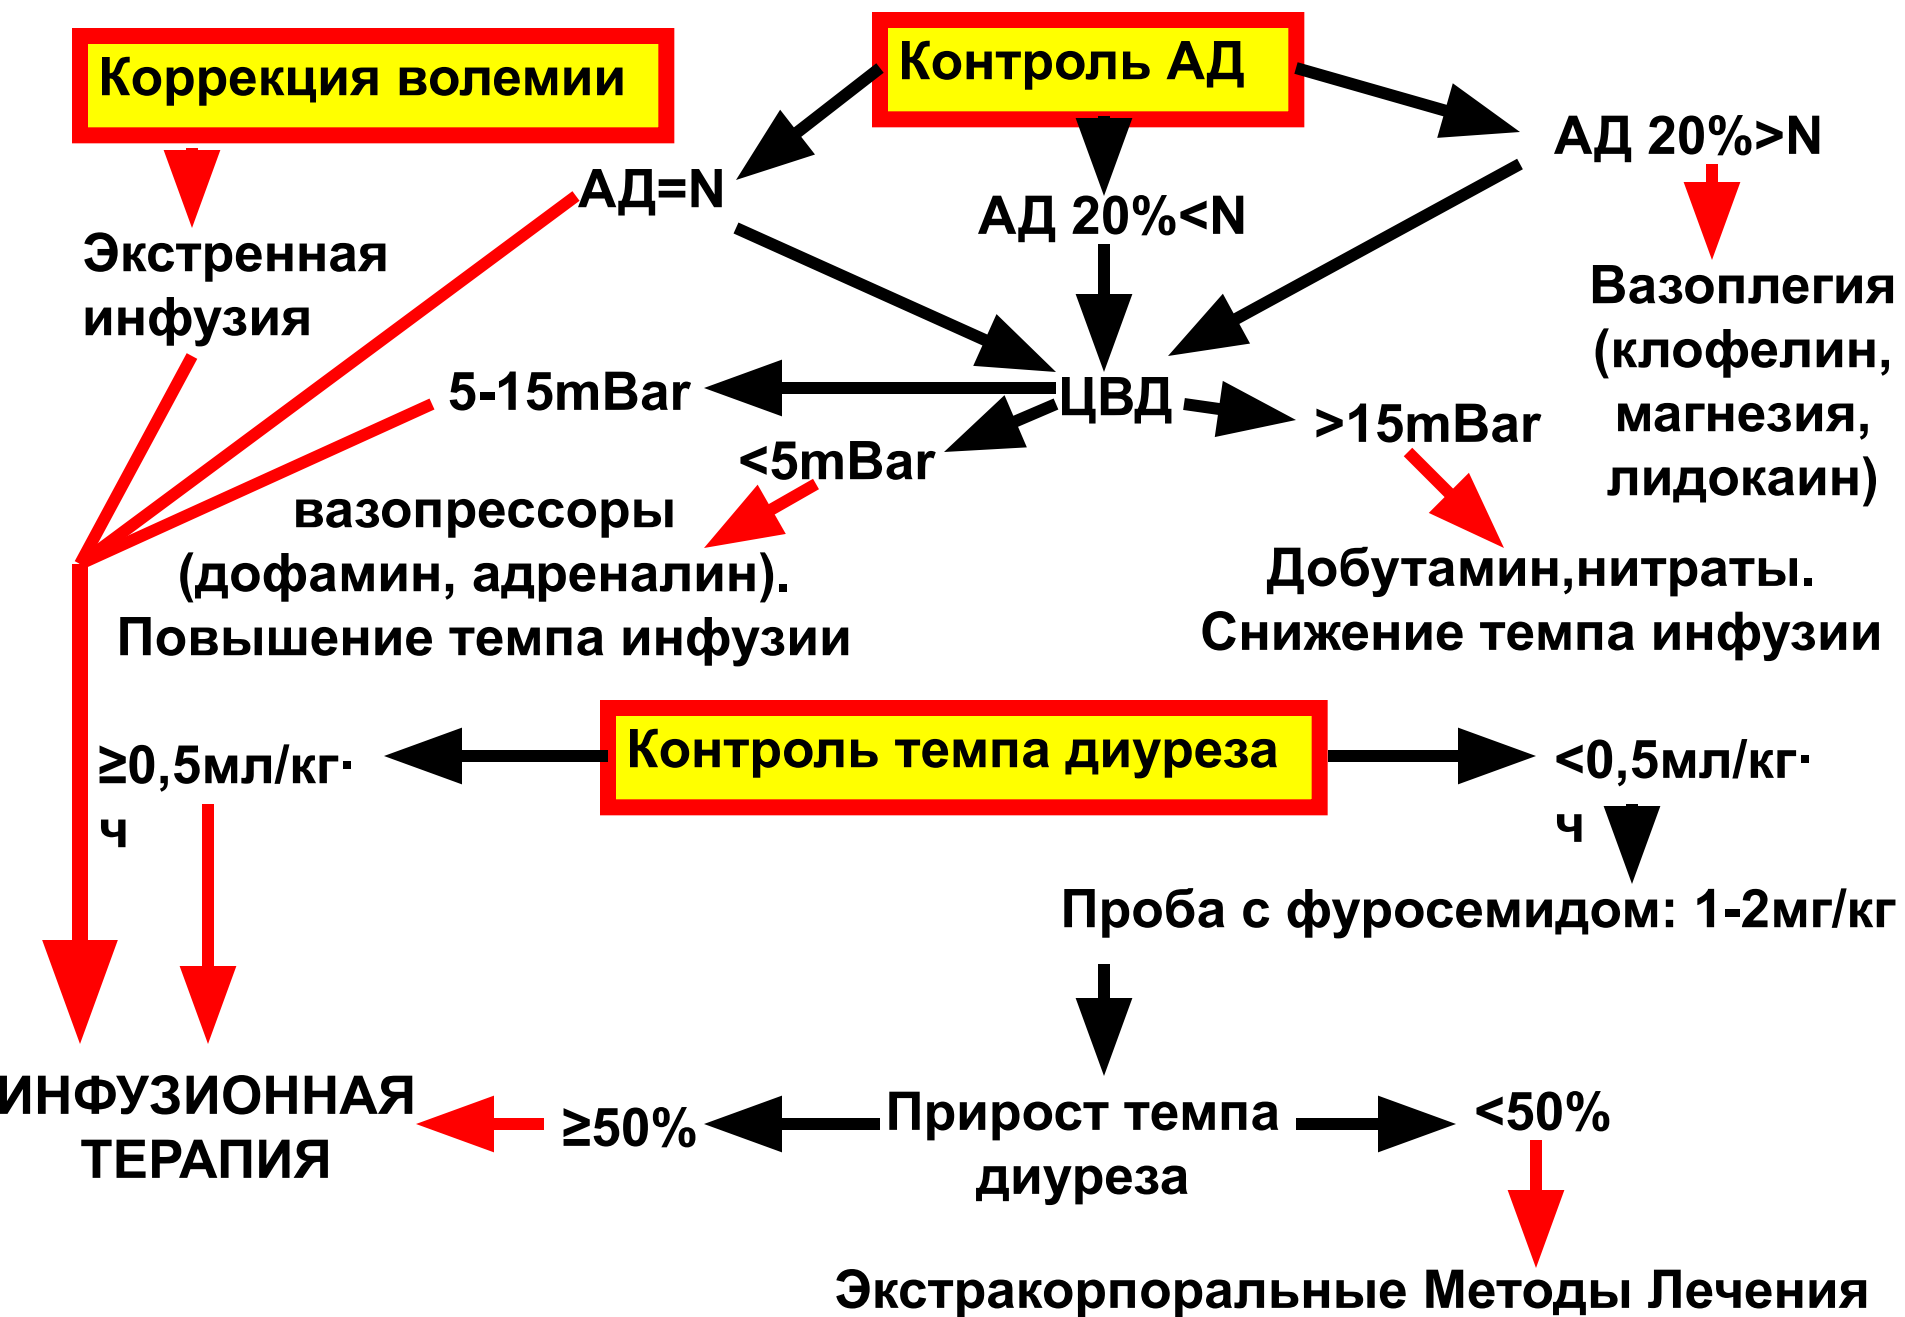 Коррекция волемии
Контроль АД
АД 20%>N
АД=N
АД 20%<N
Экстренная
инфузия
Вазоплегия
(клофелин,
магнезия,
лидокаин)
5-15mBar
ЦВД
>15mBar
<5mBar
вазопрессоры
(дофамин, адреналин).
Повышение темпа инфузии
Добутамин,нитраты.
Снижение темпа инфузии
Контроль темпа диуреза
≥0,5мл/кг·
ч
<0,5мл/кг·
ч
Проба с фуросемидом: 1-2мг/кг
ИНФУЗИОННАЯ
ТЕРАПИЯ
≥50%
Прирост темпа
диуреза
<50%
Экстракорпоральные Методы Лечения